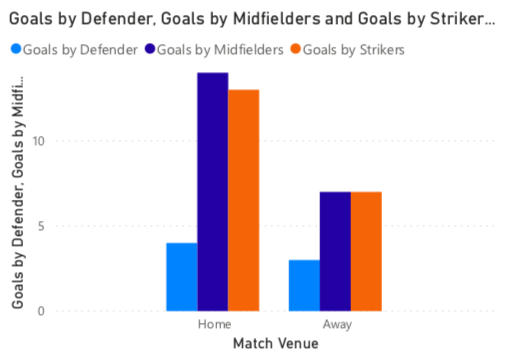 Goals by Defender, Goals by Midfielders and Goals by Striker...
Goals by Defender Goals by Midfielders Goals by Strikers
Goals by Defender, Goals by Midfi...
10
5
0
Home Away
Match Venue